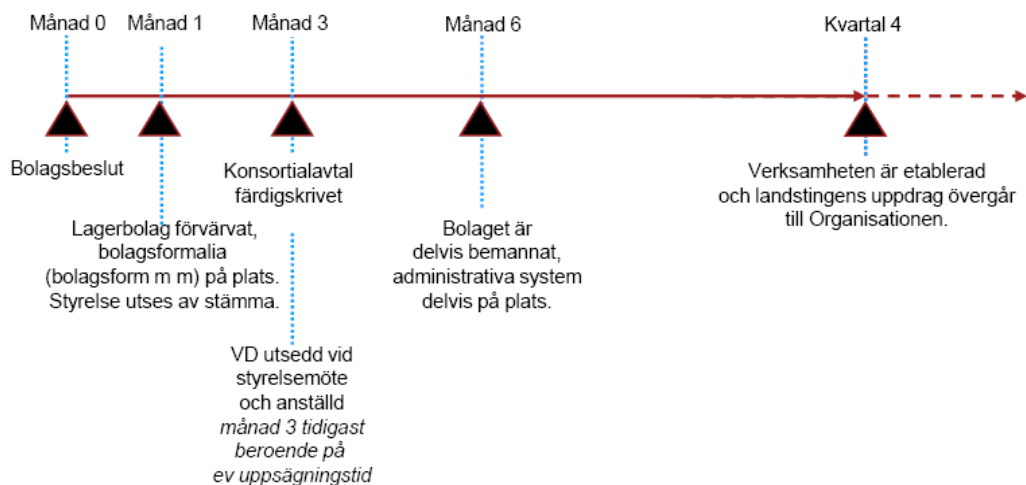 Månad 0
Månad 1
Månad 3
Månad 6
Kvartal 4
Bolagsbeslut
Lagerbolag förvärvat,
bolagsformalia
(bolagsform m m) på plats.
Styrelse utses av stämma.
Konsortialavtal
färdigskrivet
VD utsedd vid
styrelsemöte
och anställd
månad 3 tidigast
beroende på
ev uppsägningstid
Bolaget är
delvis bemannat,
administrativa system
delvis på plats.
Verksamheten är etablerad
och landstingens uppdrag övergår
till Organisationen.